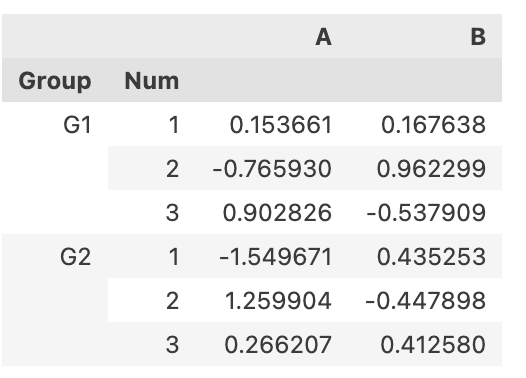 A B
Group Num
G1 1 0.153661 0.167638
2 -0.765930 0.962299
3 0.902826 -0.537909
G2 1 -1.549671 0.435253
2 1.259904 -0.447898
3 0.266207 0.412580